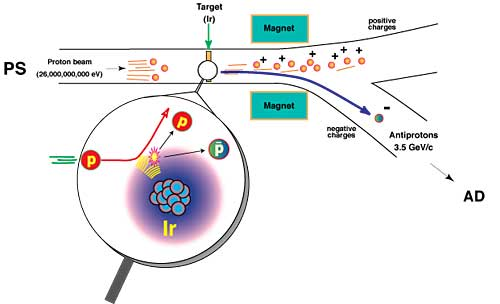 Target
(Ir)
Magnet
positive
charges
PS
Proton beam
(26,000,000,000 eV)
+ + + + + +
Magnet
negative
charges
-
Antiprotons
3.5 GeV/c
AD
p
p
p̄
Ir